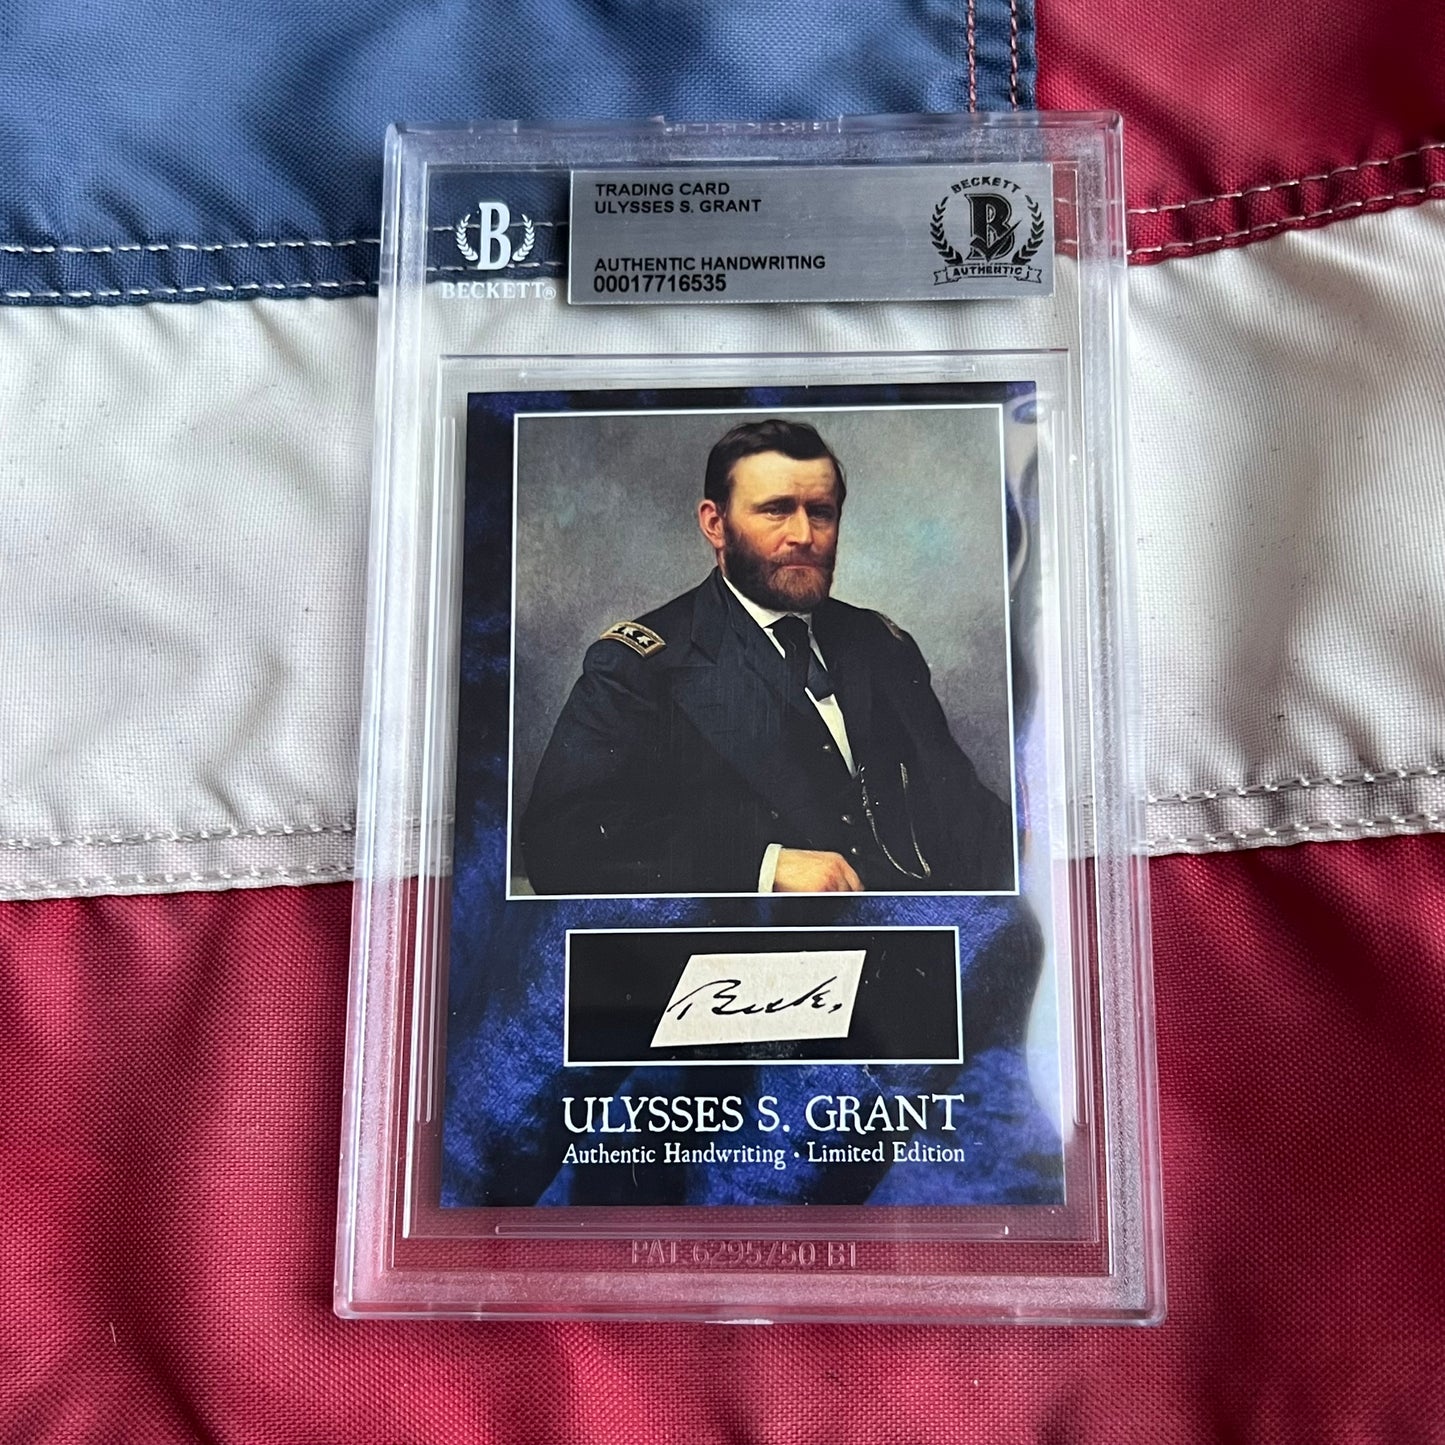 B
BECKETT®
TRADING CARD
ULYSSES S. GRANT
AUTHENTIC HANDWRITING
00017716535
BECKETT
B
AUTHENTIC
ULYSSES S. GRANT
Authentic Handwriting • Limited Edition